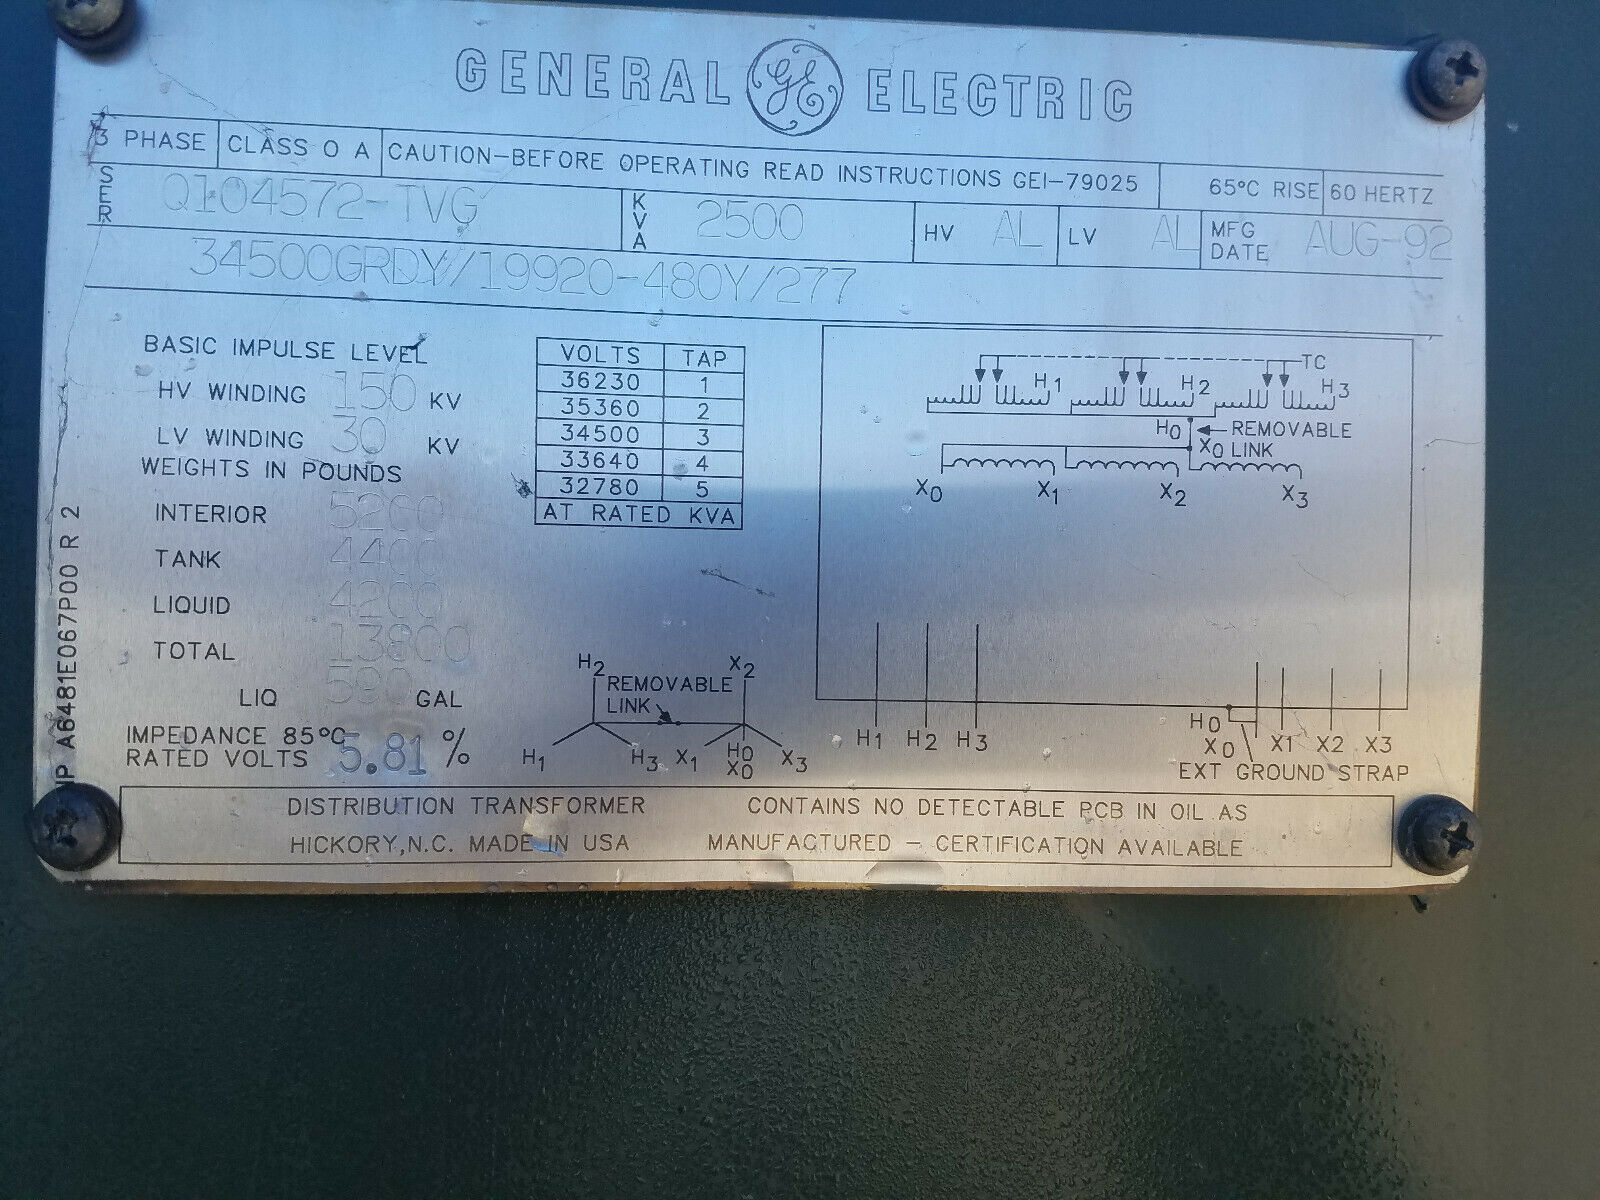 GENERAL GE ELECTRIC
3 PHASE CLASS O A CAUTION-BEFORE OPERATING READ INSTRUCTIONS GEI-79025 65°C RISE 60 HERTZ
SER Q104572-TVG KVA 2500 HV AL LV AL MFG DATE AUG-92
34500GRDY/19920-480Y/277
BASIC IMPULSE LEVEL
HV WINDING 150 KV
LV WINDING 30 KV
WEIGHTS IN POUNDS
INTERIOR 5200
TANK 4400
LIQUID 4200
TOTAL 13800
LIQ 590 GAL
IMPEDANCE 85°C
RATED VOLTS 5.81 %
VOLTS TAP
36230 1
35360 2
34500 3
33640 4
32780 5
AT RATED KVA
TC
H1 H2 H3
H0 REMOVABLE
X0 LINK
X0 X1 X2 X3
H2 X2
REMOVABLE
LINK
H1 H3 X1 H0 X0 X3
H1 H2 H3
H0
X0 X1 X2 X3
EXT GROUND STRAP
NP A6481E067P00 R 2
DISTRIBUTION TRANSFORMER CONTAINS NO DETECTABLE PCB IN OIL AS
HICKORY,N.C. MADE IN USA MANUFACTURED - CERTIFICATION AVAILABLE